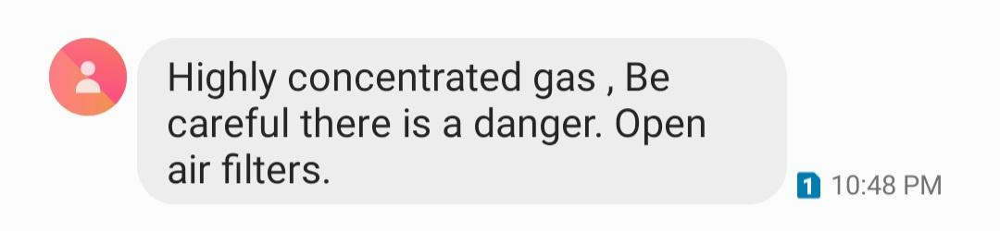 Highly concentrated gas , Be
careful there is a danger. Open
air filters.
1 10:48 PM